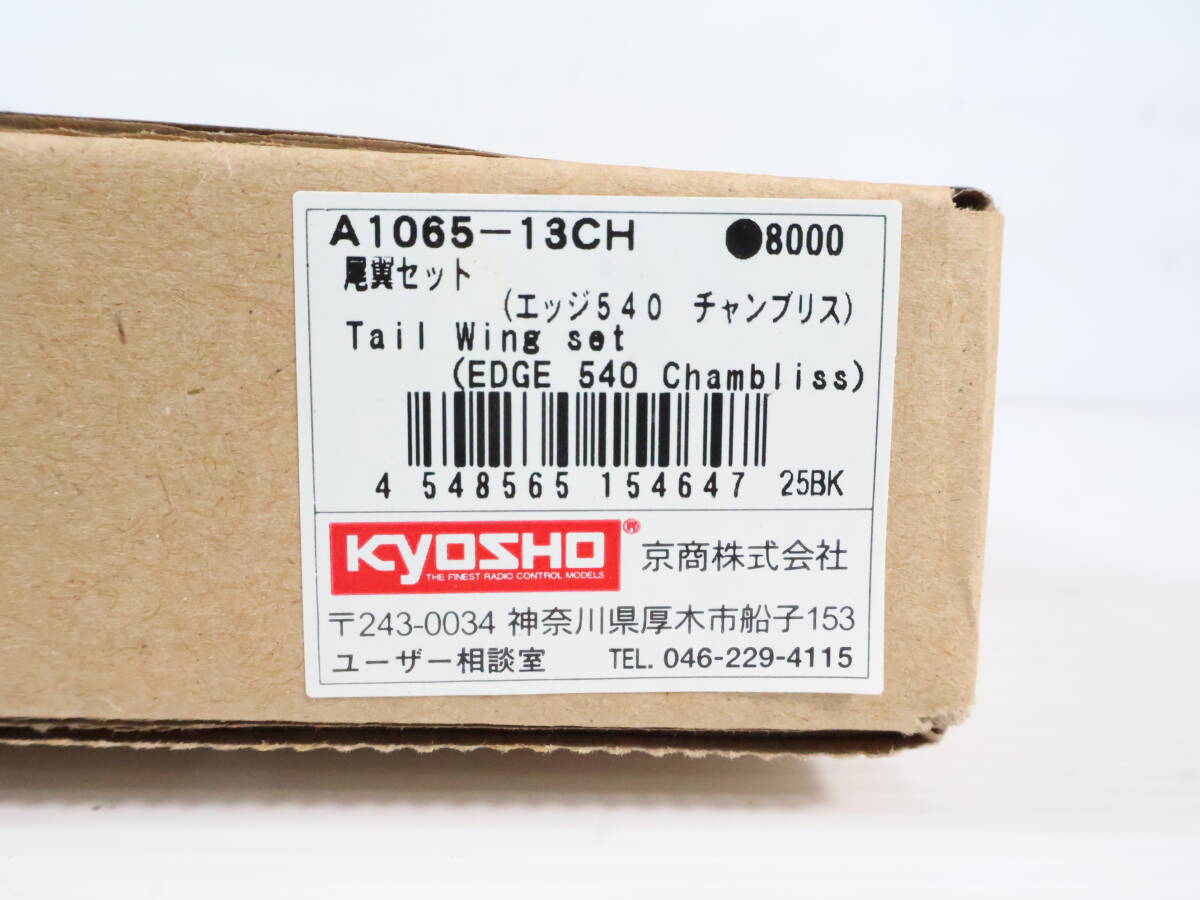 A1065-13CH ●8000
尾翼セット
(エッジ540 チャンブリス)
Tail Wing set
(EDGE 540 Chambliss)
4 548565 154647 25BK
KYOSHO® 京商株式会社
THE FINEST RADIO CONTROL MODELS
〒243-0034 神奈川県厚木市船子153
ユーザー相談室 TEL. 046-229-4115